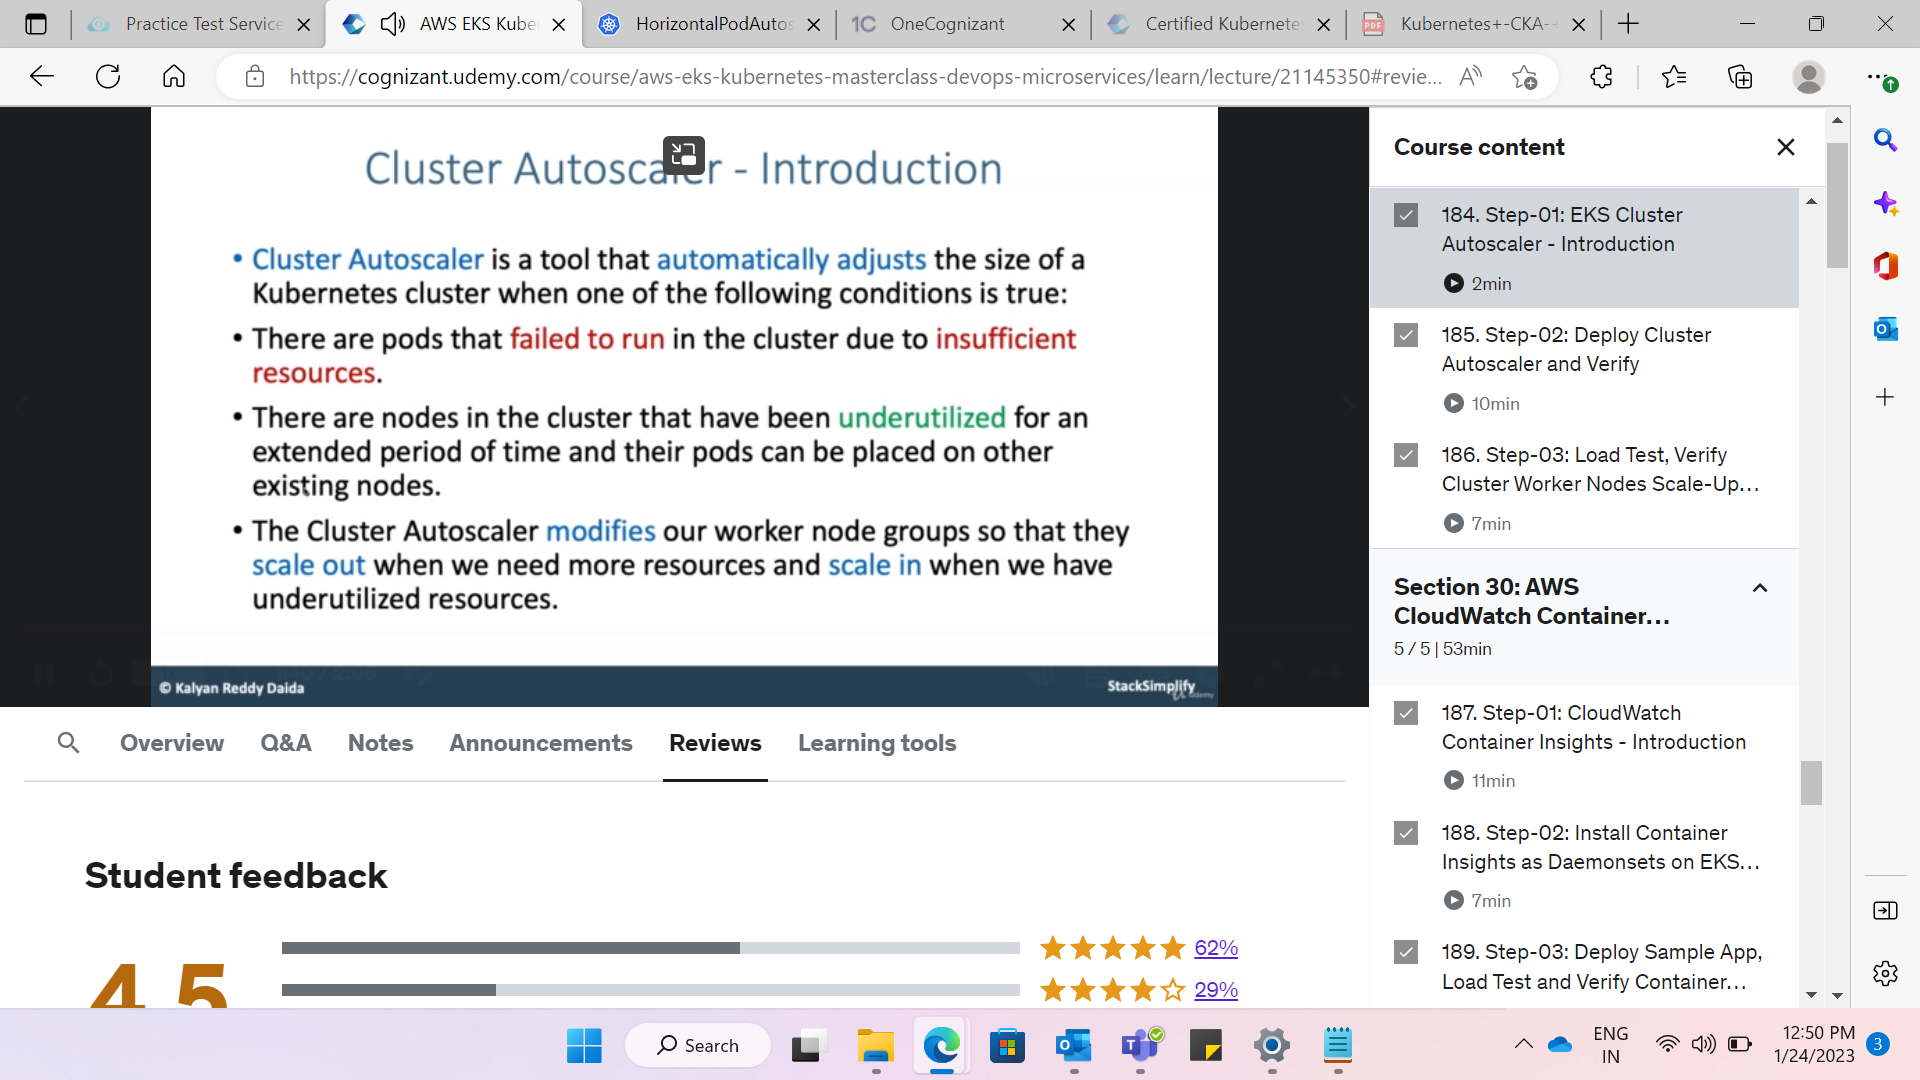 Practice Test Service
AWS EKS Kube
HorizontalPodAutos
1C OneCognizant
Certified Kubernete
PDF Kubernetes+-CKA-
https://cognizant.udemy.com/course/aws-eks-kubernetes-masterclass-devops-microservices/learn/lecture/21145350#revie...
Cluster Autoscaler - Introduction
• Cluster Autoscaler is a tool that automatically adjusts the size of a
Kubernetes cluster when one of the following conditions is true:
• There are pods that failed to run in the cluster due to insufficient
resources.
• There are nodes in the cluster that have been underutilized for an
extended period of time and their pods can be placed on other
existing nodes.
• The Cluster Autoscaler modifies our worker node groups so that they
scale out when we need more resources and scale in when we have
underutilized resources.
© Kalyan Reddy Daida
StackSimplify
Udemy
Course content
184. Step-01: EKS Cluster
Autoscaler - Introduction
2min
185. Step-02: Deploy Cluster
Autoscaler and Verify
10min
186. Step-03: Load Test, Verify
Cluster Worker Nodes Scale-Up...
7min
Section 30: AWS
CloudWatch Container...
5 / 5 | 53min
187. Step-01: CloudWatch
Container Insights - Introduction
11min
188. Step-02: Install Container
Insights as Daemonsets on EKS...
7min
189. Step-03: Deploy Sample App,
Load Test and Verify Container...
Overview
Q&A
Notes
Announcements
Reviews
Learning tools
Student feedback
4.5
62%
29%
Search
ENG
IN
12:50 PM
1/24/2023
3